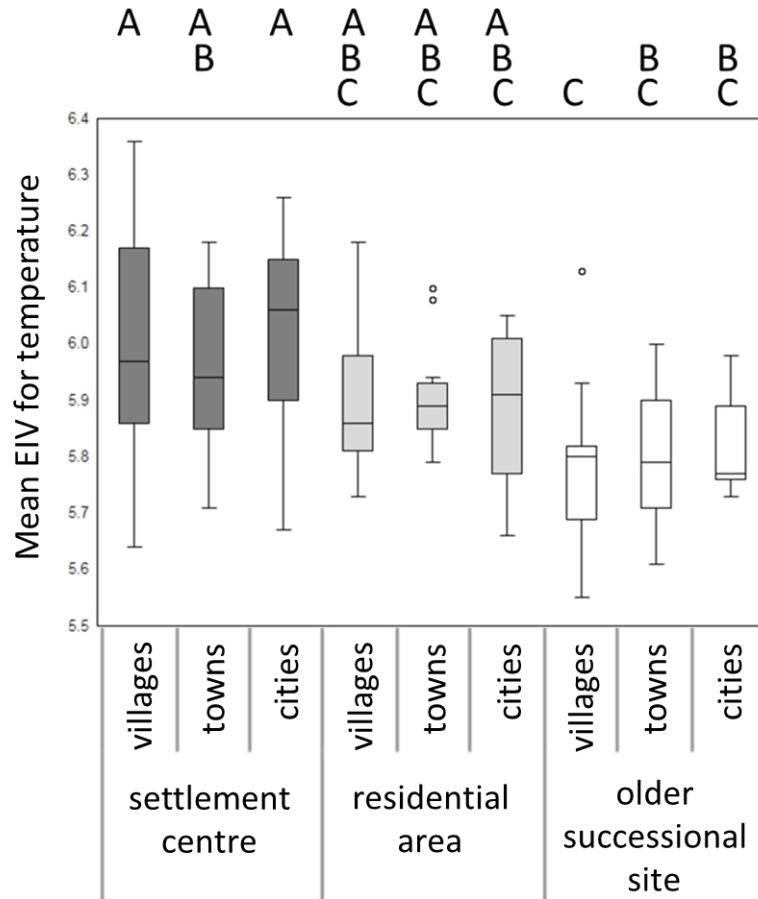 A A A A A A
B B B B B B
C C C C C C
Mean EIV for temperature
6.4
6.3
6.2
6.1
6.0
5.9
5.8
5.7
5.6
5.5
villages towns cities villages towns cities villages towns cities
settlement
centre
residential
area
older
successional
site